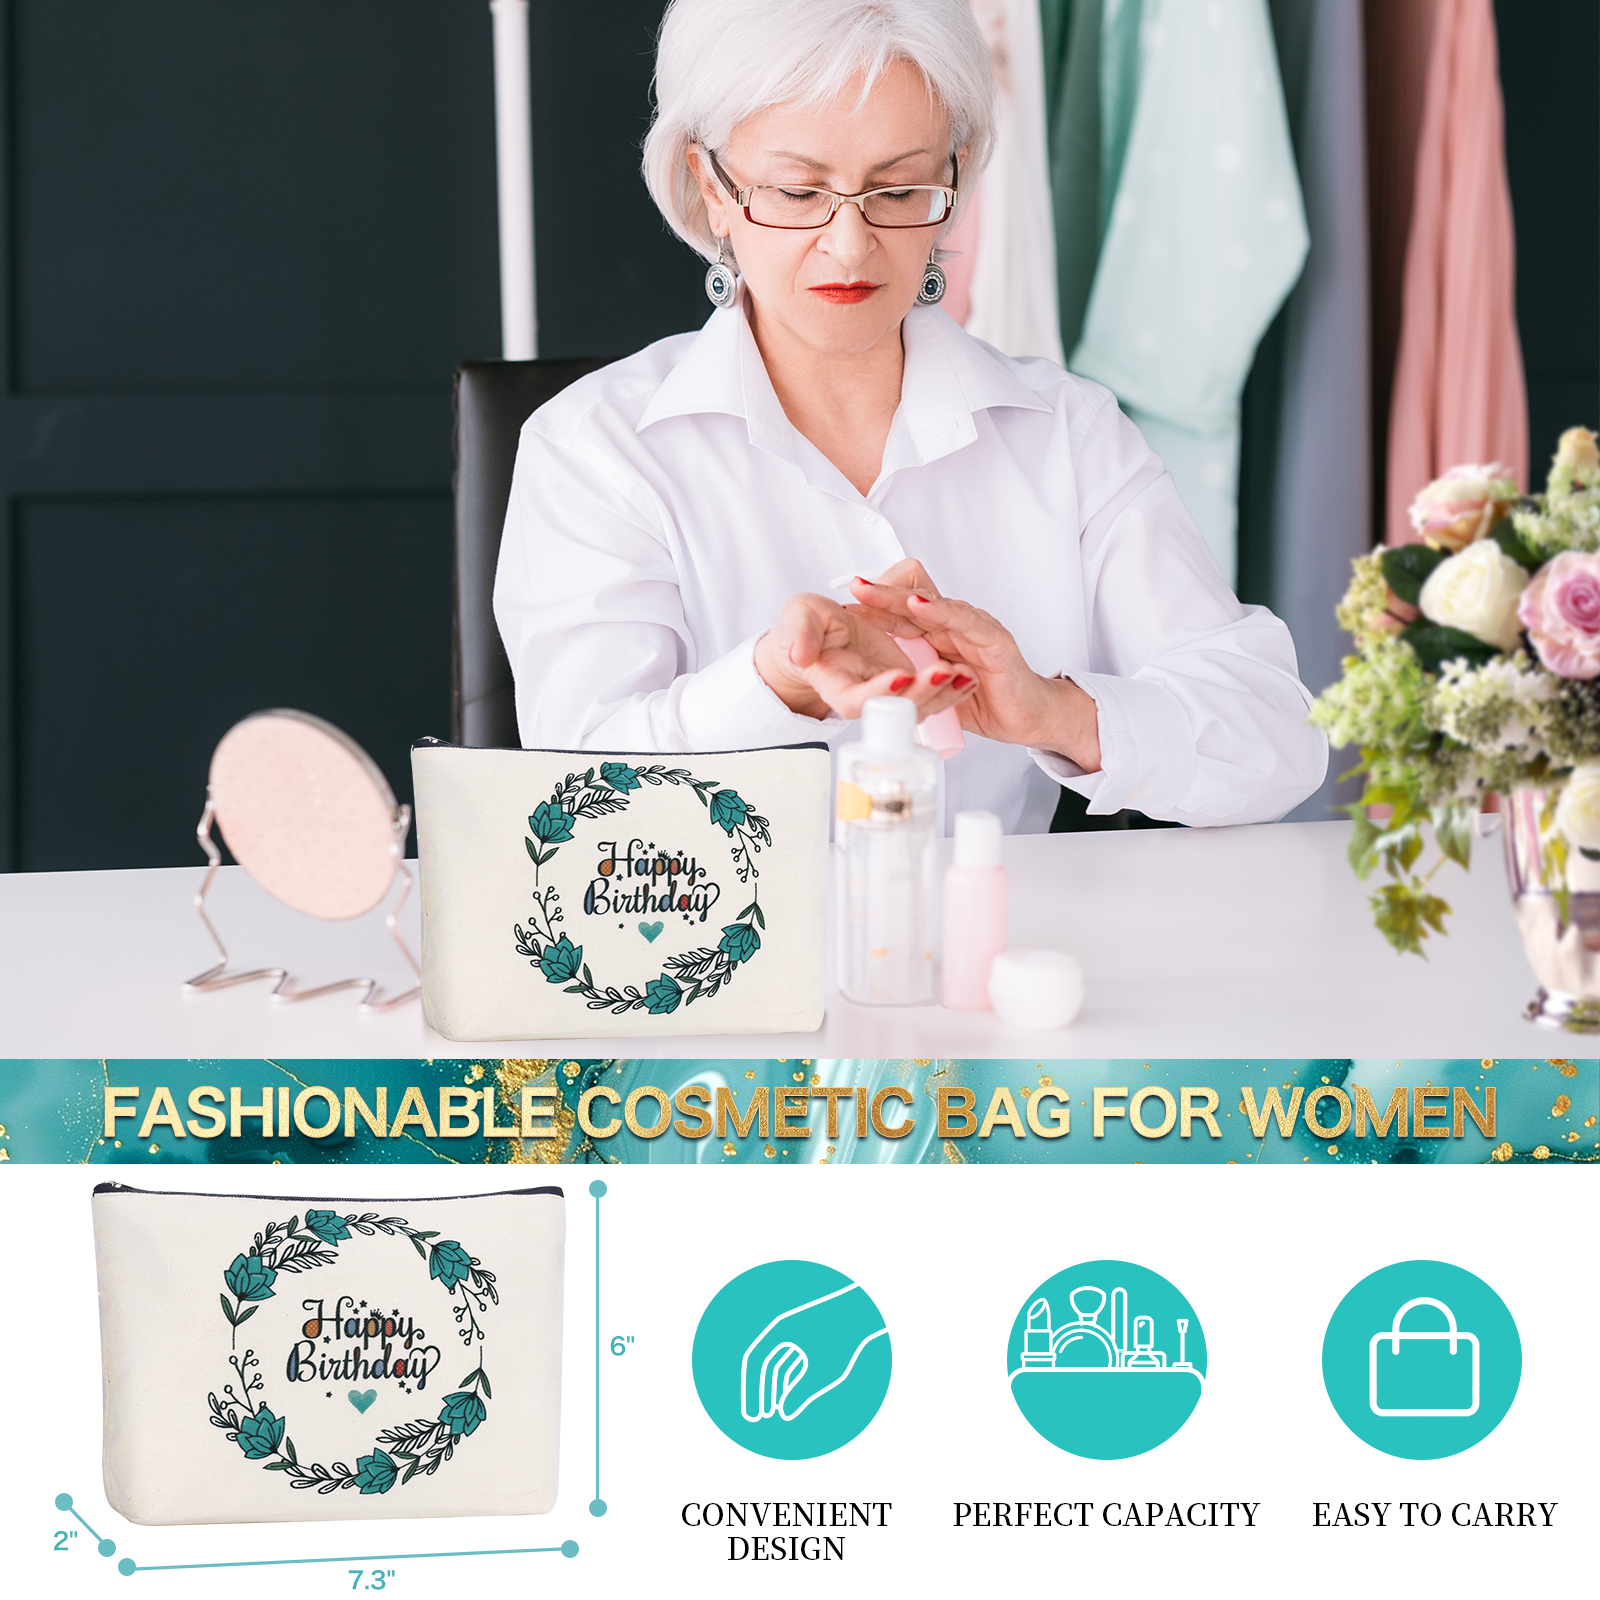 Happy
Birthday
FASHIONABLE COSMETIC BAG FOR WOMEN
Happy
Birthday
6"
2"
7.3"
CONVENIENT
DESIGN
PERFECT CAPACITY
EASY TO CARRY